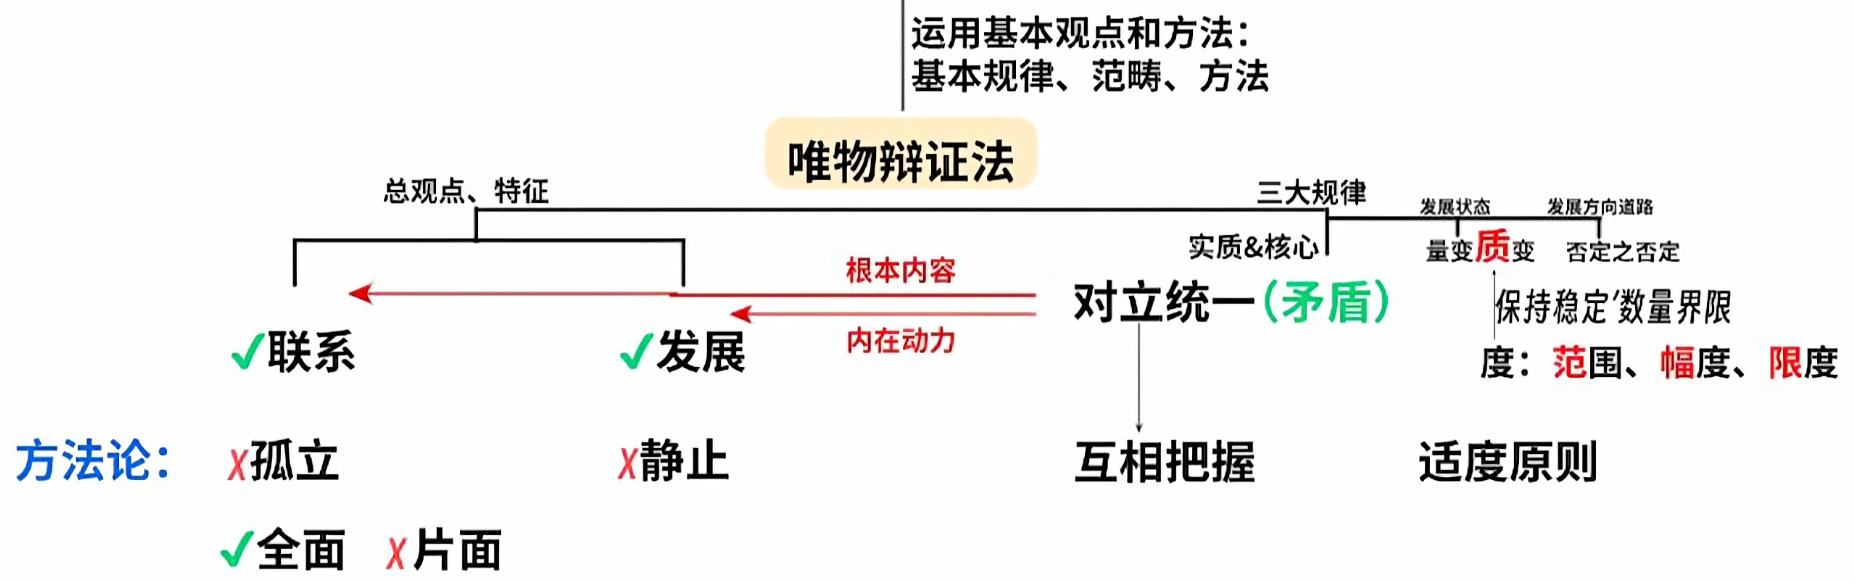 运用基本观点和方法：
基本规律、范畴、方法
唯物辩证法
总观点、特征
三大规律
发展状态
发展方向道路
实质&核心
量变质变
否定之否定
根本内容
对立统一(矛盾)
保持稳定‘数量界限
内在动力
✓联系
✓发展
度：范围、幅度、限度
方法论：
x孤立
x静止
互相把握
适度原则
✓全面 x片面